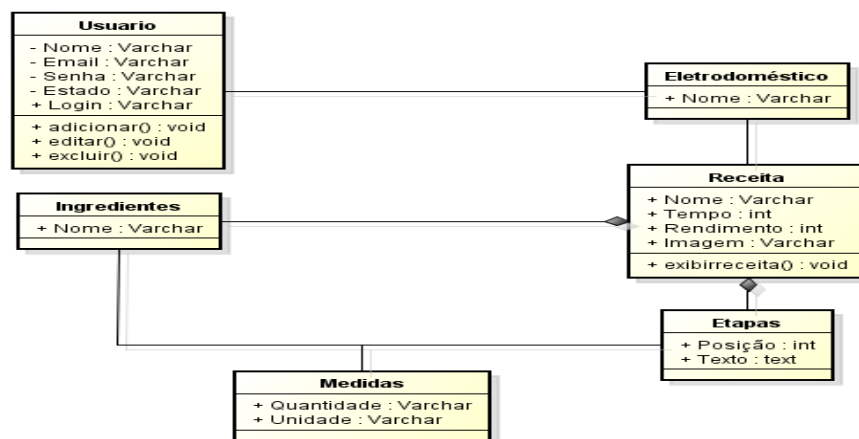 Usuario
- Nome : Varchar
- Email : Varchar
- Senha : Varchar
- Estado : Varchar
+ Login : Varchar
+ adicionar() : void
+ editar() : void
+ excluir() : void
Eletrodoméstico
+ Nome : Varchar
Receita
+ Nome : Varchar
+ Tempo : int
+ Rendimento : int
+ Imagem : Varchar
+ exibirreceita() : void
Ingredientes
+ Nome : Varchar
Etapas
+ Posição : int
+ Texto : text
Medidas
+ Quantidade : Varchar
+ Unidade : Varchar